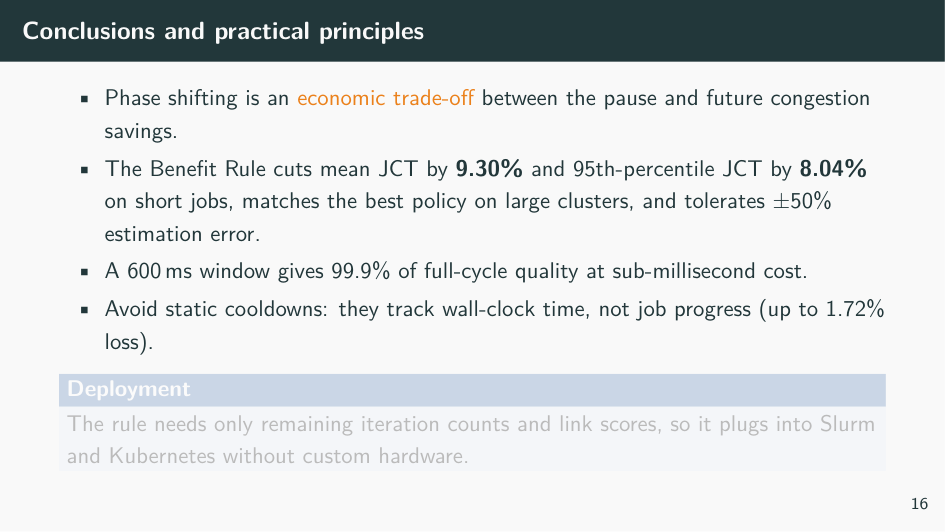 Conclusions and practical principles
▪ Phase shifting is an economic trade-off between the pause and future congestion
savings.
▪ The Benefit Rule cuts mean JCT by 9.30% and 95th-percentile JCT by 8.04%
on short jobs, matches the best policy on large clusters, and tolerates ±50%
estimation error.
▪ A 600 ms window gives 99.9% of full-cycle quality at sub-millisecond cost.
▪ Avoid static cooldowns: they track wall-clock time, not job progress (up to 1.72%
loss).
Deployment
The rule needs only remaining iteration counts and link scores, so it plugs into Slurm
and Kubernetes without custom hardware.
16